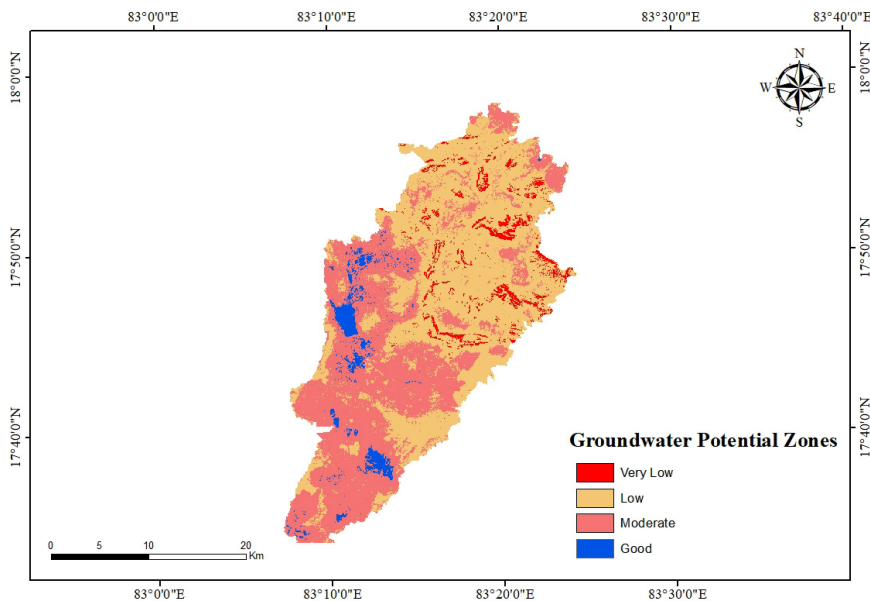 83°0'0"E 83°10'0"E 83°20'0"E 83°30'0"E 83°40'0"E
18°0'0"N 18°0'0"N
N
W E
S
17°50'0"N 17°50'0"N
17°40'0"N 17°40'0"N
Groundwater Potential Zones
Very Low
Low
Moderate
Good
0 5 10 20
Km
83°0'0"E 83°10'0"E 83°20'0"E 83°30'0"E